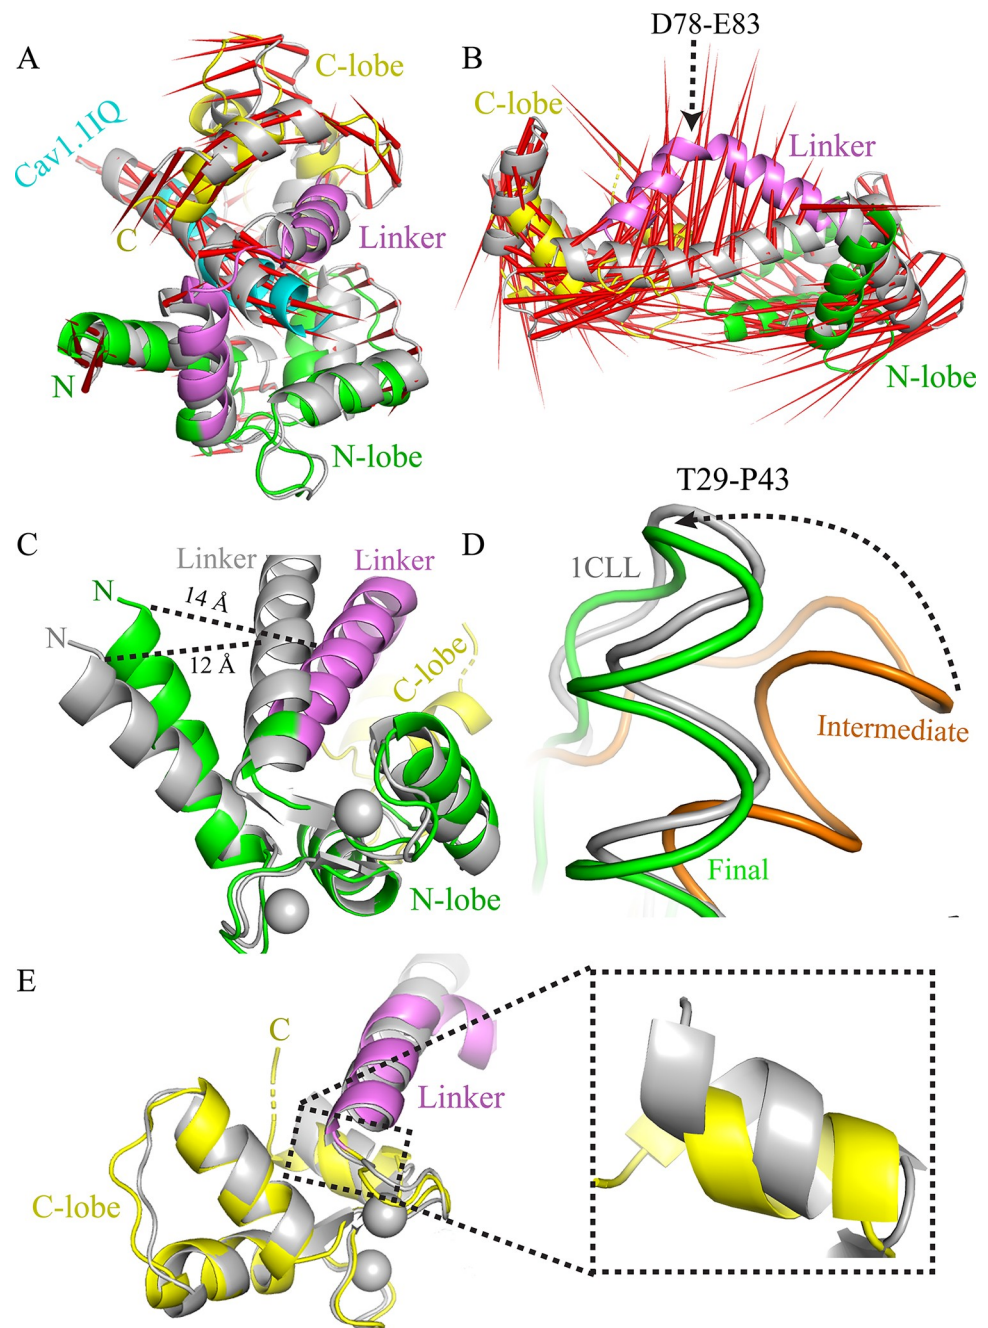 A
C-lobe
Cav1.1IQ
C
Linker
N
N-lobe
D78-E83
B
C-lobe
Linker
N-lobe
C
Linker
Linker
N
14 Å
N
12 Å
C-lobe
N-lobe
T29-P43
D
1CLL
Intermediate
Final
E
C
Linker
C-lobe